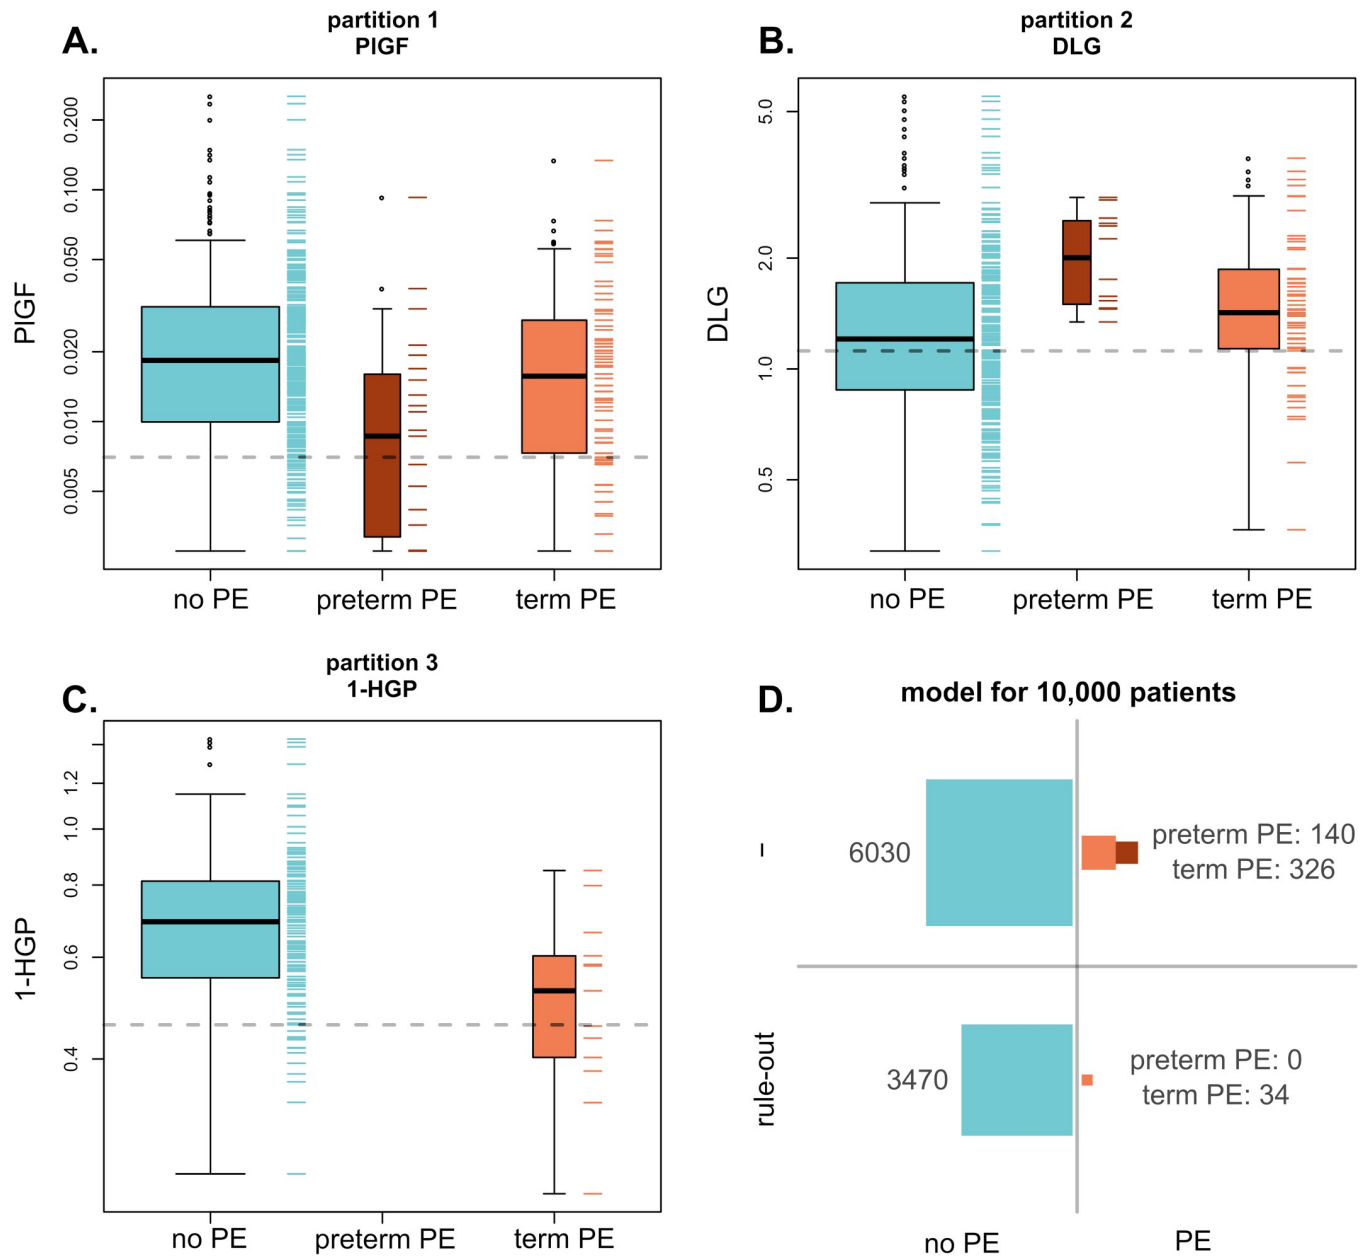 A.
partition 1
PlGF
PlGF
0.200
0.100
0.050
0.020
0.010
0.005
no PE
preterm PE
term PE
B.
partition 2
DLG
DLG
5.0
2.0
1.0
0.5
no PE
preterm PE
term PE
C.
partition 3
1-HGP
1-HGP
1.2
1.0
0.8
0.6
0.4
no PE
preterm PE
term PE
D.
model for 10,000 patients
–
6030
preterm PE: 140
term PE: 326
rule-out
3470
preterm PE: 0
term PE: 34
no PE
PE